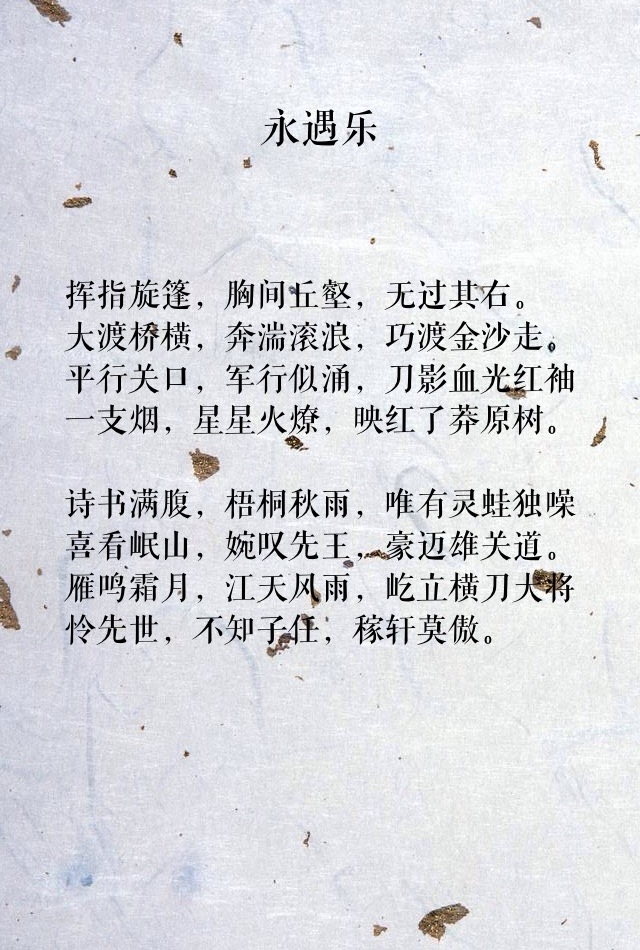 永遇乐
挥指旋篷，胸间丘壑，无过其右。
大渡桥横，奔湍滚浪，巧渡金沙走。
平行关口，军行似涌，刀影血光红袖
一支烟，星星火燎，映红了莽原树。
诗书满腹，梧桐秋雨，唯有灵蛙独噪
喜看岷山，婉叹先王，豪迈雄关道。
雁鸣霜月，江天风雨，屹立横刀大将
怜先世，不知子任，稼轩莫傲。